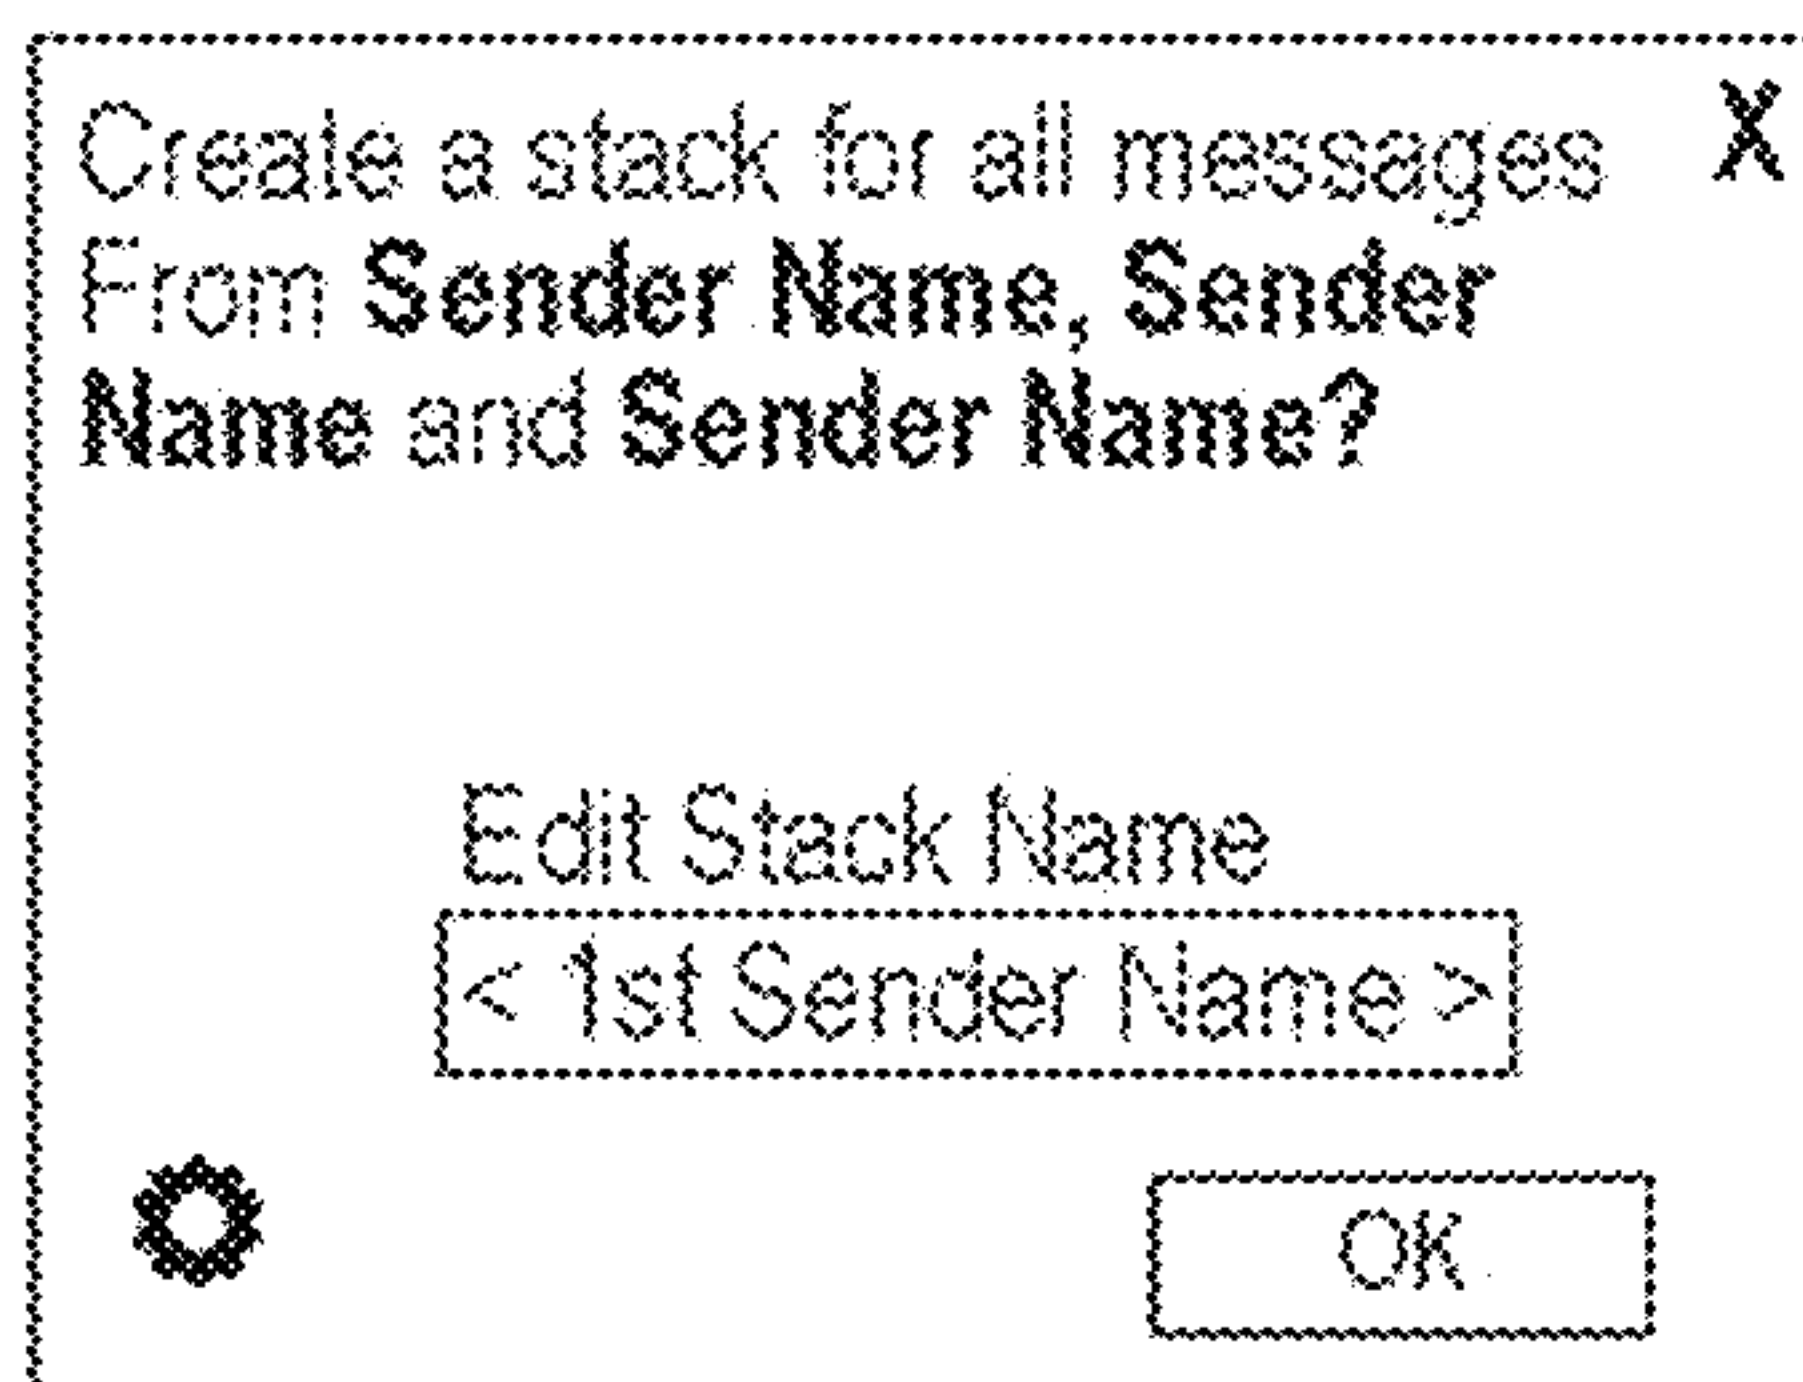 Create a stack for all messages X
From Sender Name, Sender
Name and Sender Name?
Edit Stack Name
< 1st Sender Name >
OK